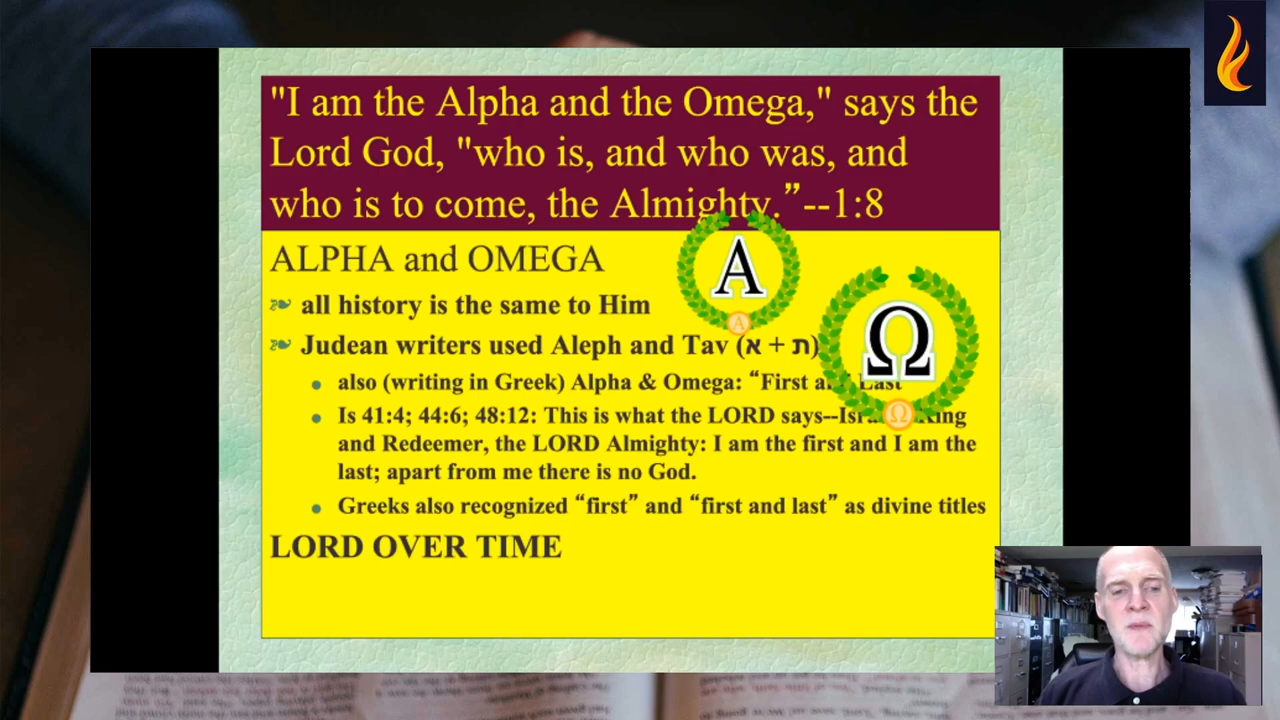 "I am the Alpha and the Omega," says the
Lord God, "who is, and who was, and
who is to come, the Almighty.”--1:8
Α
ALPHA and OMEGA
Α
Ω
all history is the same to Him
Judean writers used Aleph and Tav (א + ת)
also (writing in Greek) Alpha & Omega: “First Last”
Is 41:4; 44:6; 48:12: This is what the LORD says--
Ω
and Redeemer, the LORD Almighty: I am the first and I am the
last; apart from me there is no God.
Greeks also recognized “first” and “first and last” as divine titles
LORD OVER TIME